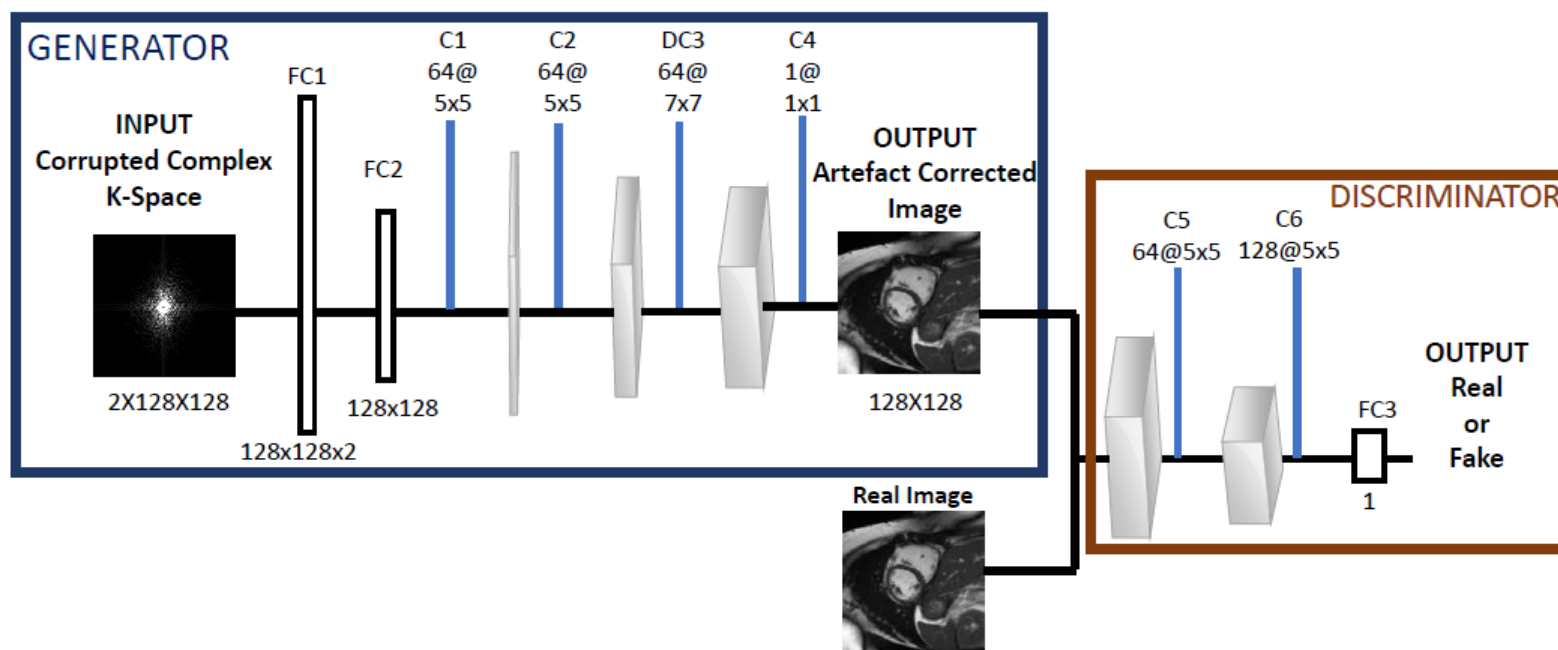 GENERATOR
INPUT
Corrupted Complex
K-Space
2X128X128
FC1
128x128x2
FC2
128x128
C1
64@
5x5
C2
64@
5x5
DC3
64@
7x7
C4
1@
1x1
OUTPUT
Artefact Corrected
Image
128X128
Real Image
DISCRIMINATOR
C5
64@5x5
C6
128@5x5
FC3
1
OUTPUT
Real
or
Fake